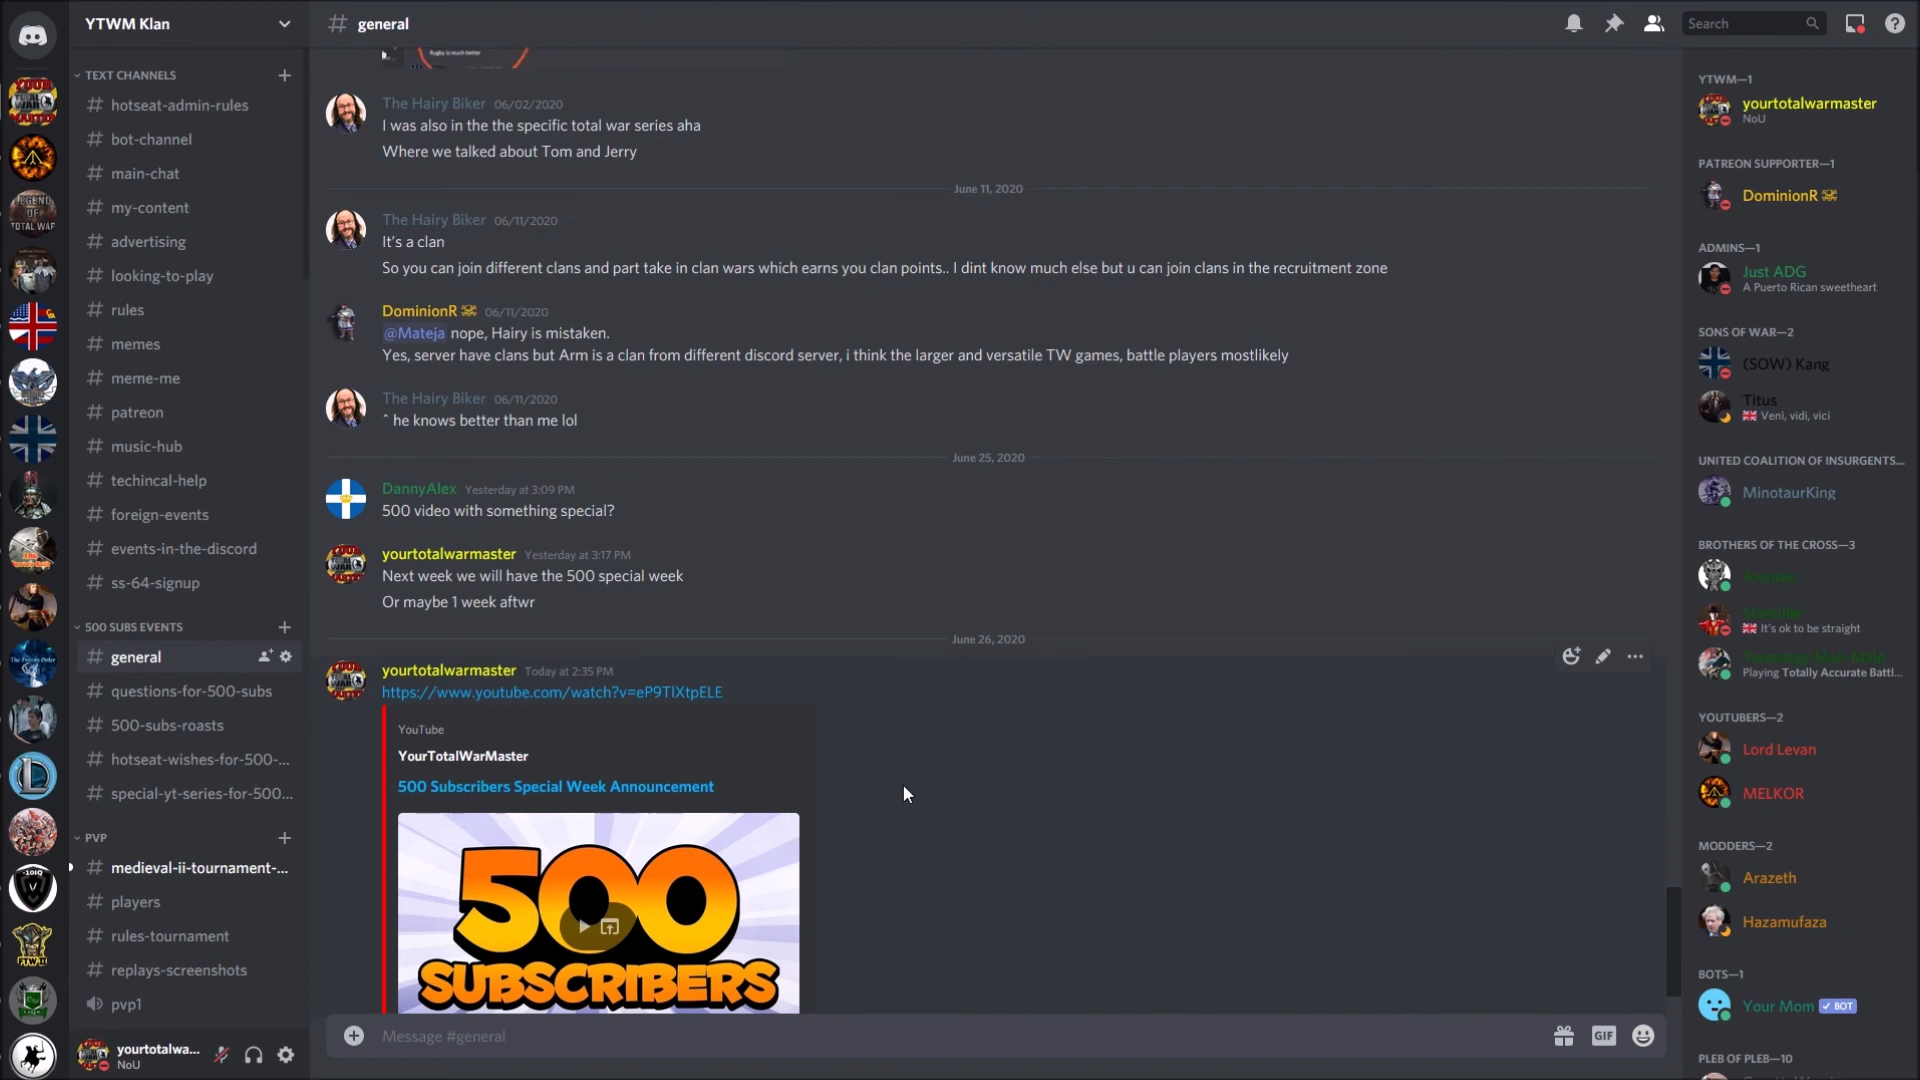 YTWM Klan
TEXT CHANNELS
# hotseat-admin-rules
# bot-channel
# main-chat
# my-content
# advertising
# looking-to-play
# rules
# memes
# meme-me
# patreon
# music-hub
# techincal-help
# foreign-events
# events-in-the-discord
# ss-64-signup
500 SUBS EVENTS
# general
# questions-for-500-subs
# 500-subs-roasts
# hotseat-wishes-for-500-...
# special-yt-series-for-500...
PVP
# medieval-ii-tournament-...
# players
# rules-tournament
# replays-screenshots
pvp1
yourtotalwa...
NoU
# general
Search
Rugby is much better
The Hairy Biker 06/02/2020
I was also in the the specific total war series aha
Where we talked about Tom and Jerry
June 11, 2020
The Hairy Biker 06/11/2020
It's a clan
So you can join different clans and part take in clan wars which earns you clan points.. I dint know much else but u can join clans in the recruitment zone
DominionR ☠ 06/11/2020
@Mateja nope, Hairy is mistaken.
Yes, server have clans but Arm is a clan from different discord server, i think the larger and versatile TW games, battle players mostlikely
The Hairy Biker 06/11/2020
^ he knows better than me lol
June 25, 2020
DannyAlex Yesterday at 3:09 PM
500 video with something special?
yourtotalwarmaster Yesterday at 3:17 PM
Next week we will have the 500 special week
Or maybe 1 week aftwr
June 26, 2020
yourtotalwarmaster Today at 2:35 PM
https://www.youtube.com/watch?v=eP9TlXtpELE
YouTube
YourTotalWarMaster
500 Subscribers Special Week Announcement
500
SUBSCRIBERS
Message #general
GIF
YTWM—1
yourtotalwarmaster
NoU
PATREON SUPPORTER—1
DominionR ☠
ADMINS—1
Just ADG
A Puerto Rican sweetheart
SONS OF WAR—2
(SOW) Kang
Titus
🇬🇧 Veni, vidi, vici
UNITED COALITION OF INSURGENTS...
MinotaurKing
BROTHERS OF THE CROSS—3
🇬🇧 It's ok to be straight
Playing Totally Accurate Battl...
YOUTUBERS—2
Lord Levan
MELKOR
MODDERS—2
Arazeth
Hazamufaza
BOTS—1
Your Mom ✓ BOT
PLEB OF PLEB—10